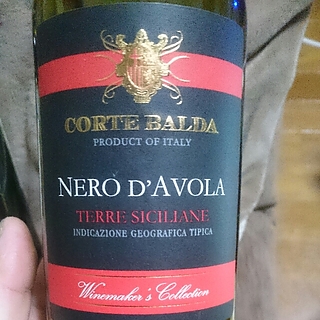 CORTE BALDA
PRODUCT OF ITALY
NERO D'AVOLA
TERRE SICILIANE
INDICAZIONE GEOGRAFICA TIPICA
Winemaker's Collection